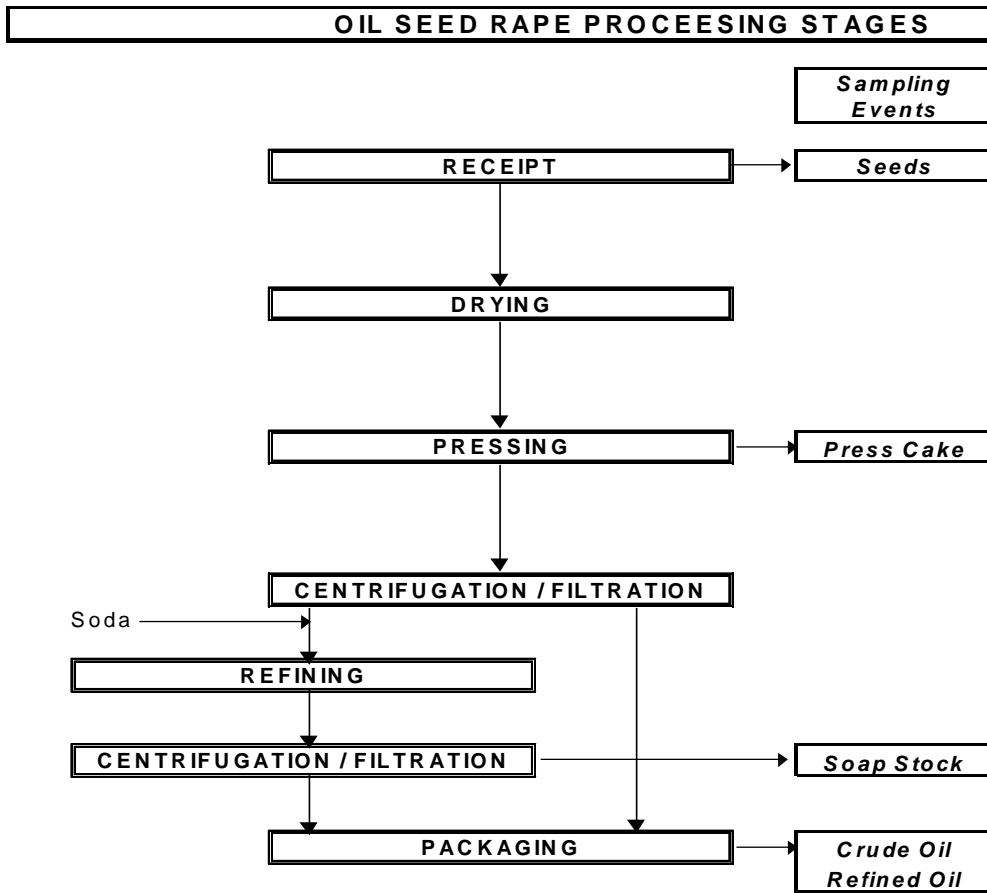 OIL SEED RAPE PROCEESING STAGES
Sampling
Events
RECEIPT
Seeds
DRYING
PRESSING
Press Cake
CENTRIFUGATION / FILTRATION
Soda
REFINING
CENTRIFUGATION / FILTRATION
Soap Stock
PACKAGING
Crude Oil
Refined Oil